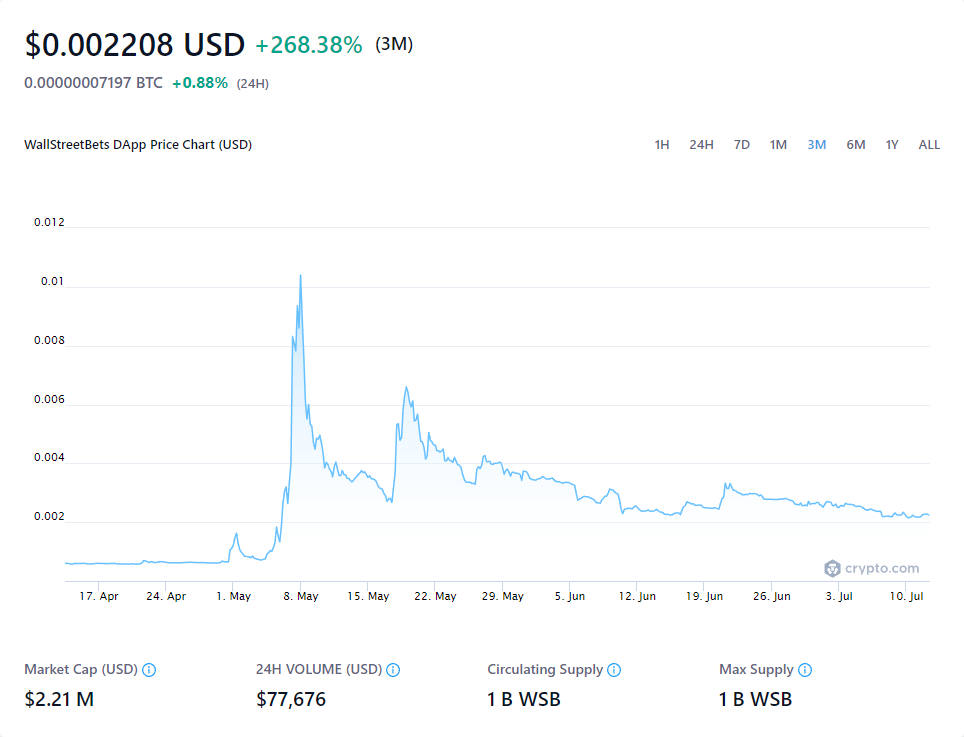 $0.002208 USD +268.38% (3M)
0.00000007197 BTC +0.88% (24H)
WallStreetBets DApp Price Chart (USD) 1H 24H 7D 1M 3M 6M 1Y ALL
0.012
0.01
0.008
0.006
0.004
0.002
crypto.com
17. Apr 24. Apr 1. May 8. May 15. May 22. May 29. May 5. Jun 12. Jun 19. Jun 26. Jun 3. Jul 10. Jul
Market Cap (USD) 24H VOLUME (USD) Circulating Supply Max Supply
$2.21 M $77,676 1 B WSB 1 B WSB